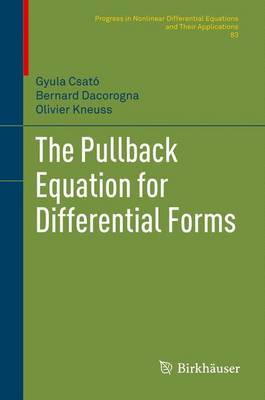 Progress in Nonlinear Differential Equations
and Their Applications
83
Gyula Csató
Bernard Dacorogna
Olivier Kneuss
The Pullback
Equation for
Differential Forms
Birkhäuser